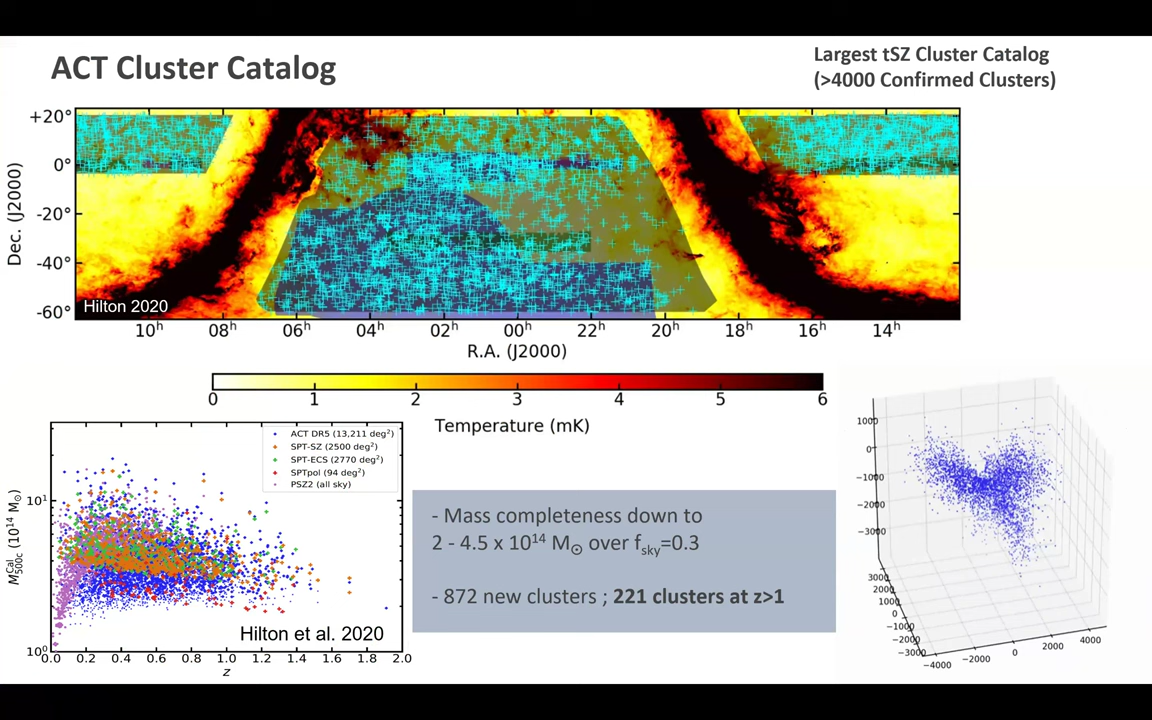 ACT Cluster Catalog
Largest tSZ Cluster Catalog
(>4000 Confirmed Clusters)
+20°
0°
-20°
-40°
-60°
Dec. (J2000)
Hilton 2020
10ʰ 08ʰ 06ʰ 04ʰ 02ʰ 00ʰ 22ʰ 20ʰ 18ʰ 16ʰ 14ʰ
R.A. (J2000)
0 1 2 3 4 5 6
Temperature (mK)
ACT DR5 (13,211 deg²)
SPT-SZ (2500 deg²)
SPT-ECS (2770 deg²)
SPTpol (94 deg²)
PSZ2 (all sky)
10¹
10⁰
M500cCal (10¹⁴ M⊙)
Hilton et al. 2020
0.0 0.2 0.4 0.6 0.8 1.0 1.2 1.4 1.6 1.8 2.0
z
- Mass completeness down to
2 - 4.5 x 10¹⁴ M⊙ over fsky=0.3
- 872 new clusters ; 221 clusters at z>1
1000
0
−1000
−2000
−3000
3000
2000
1000
0
−1000
−2000
−3000
−4000 −2000 0 2000 4000